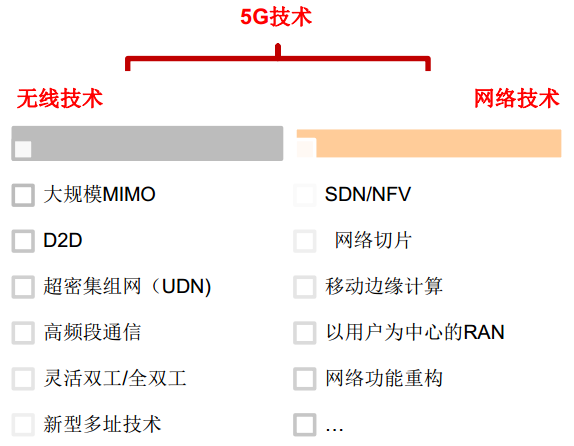 5G技术
无线技术
网络技术
大规模MIMO
D2D
超密集组网（UDN)
高频段通信
灵活双工/全双工
新型多址技术
SDN/NFV
网络切片
移动边缘计算
以用户为中心的RAN
网络功能重构
...